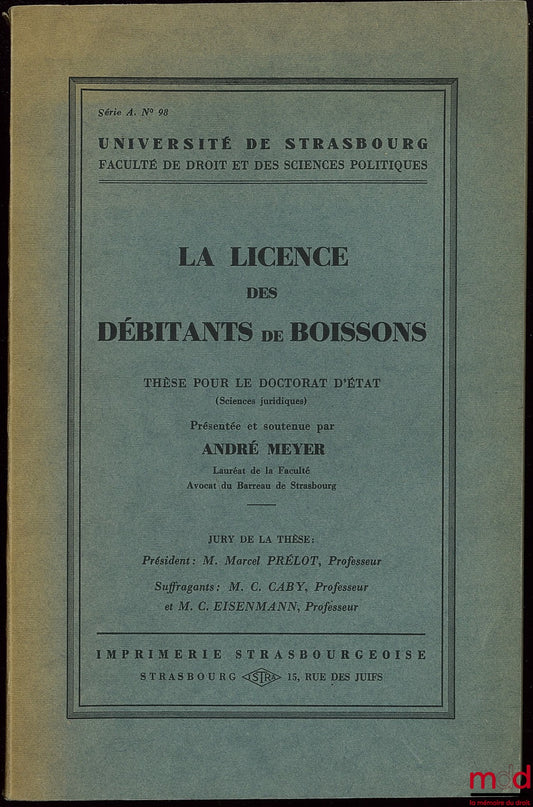 Série A. Nº 98
UNIVERSITÉ DE STRASBOURG
FACULTÉ DE DROIT ET DES SCIENCES POLITIQUES
LA LICENCE
DES
DÉBITANTS DE BOISSONS
THÈSE POUR LE DOCTORAT D'ÉTAT
(Sciences juridiques)
Présentée et soutenue par
ANDRÉ MEYER
Lauréat de la Faculté
Avocat du Barreau de Strasbourg
JURY DE LA THÈSE:
Président: M. Marcel PRÉLOT, Professeur
Suffragants: M. C. CABY, Professeur
et M. C. EISENMANN, Professeur
IMPRIMERIE STRASBOURGEOISE
STRASBOURG ISTRA 15, RUE DES JUIFS
mdd
la mémoire du droit